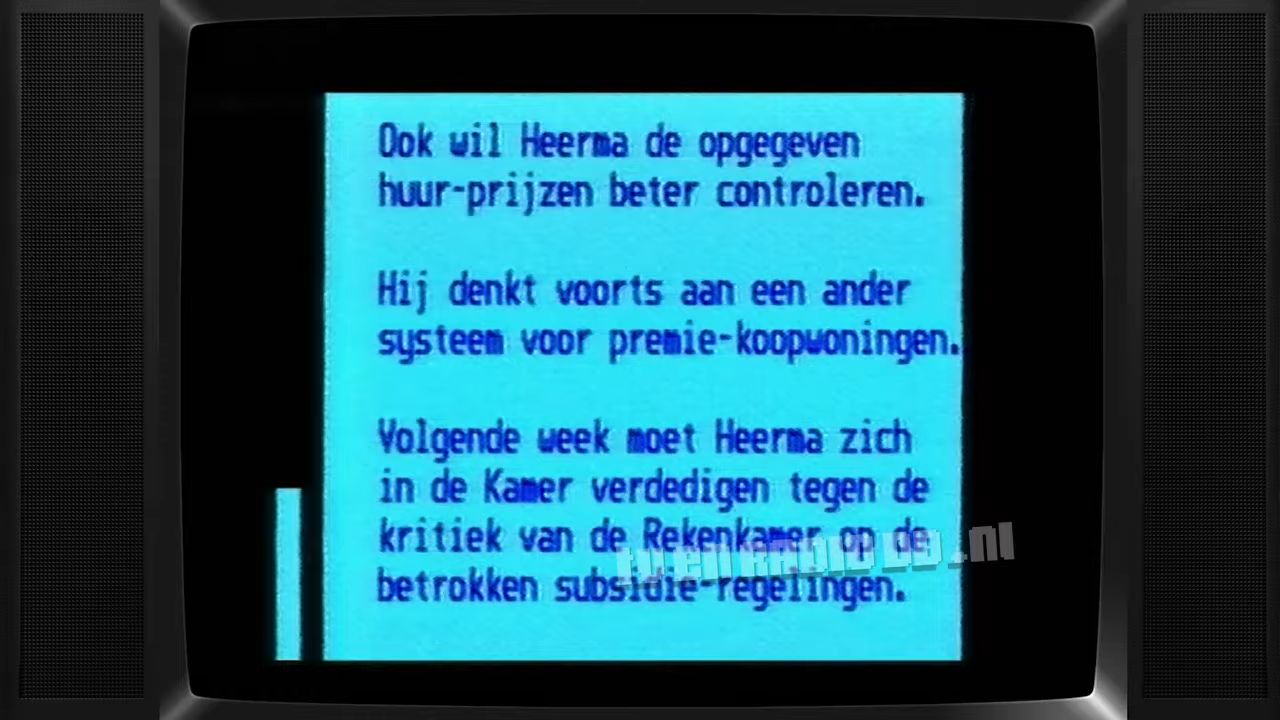 Ook wil Heerma de opgegeven
huur-prijzen beter controleren.
Hij denkt voorts aan een ander
systeem voor premie-koopwoningen.
Volgende week moet Heerma zich
in de Kamer verdedigen tegen de
kritiek van de Rekenkamer op de
betrokken subsidie-regelingen.